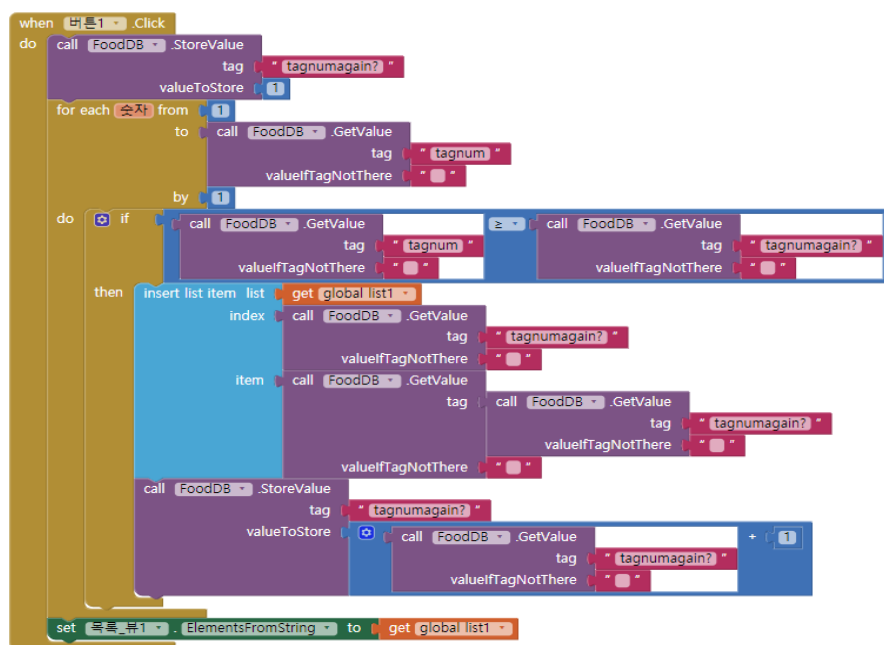 when 버튼1 .Click
do call FoodDB .StoreValue
tag " tagnumagain? "
valueToStore 1
for each 숫자 from 1
to call FoodDB .GetValue
tag " tagnum "
valueIfTagNotThere " "
by 1
do if call FoodDB .GetValue ≥ call FoodDB .GetValue
tag " tagnum " tag " tagnumagain? "
valueIfTagNotThere " " valueIfTagNotThere " "
then insert list item list get global list1
index call FoodDB .GetValue
tag " tagnumagain? "
valueIfTagNotThere " "
item call FoodDB .GetValue
tag call FoodDB .GetValue
tag " tagnumagain? "
valueIfTagNotThere " "
valueIfTagNotThere " "
call FoodDB .StoreValue
tag " tagnumagain? "
valueToStore call FoodDB .GetValue + 1
tag " tagnumagain? "
valueIfTagNotThere " "
set 목록_뷰1 . ElementsFromString to get global list1